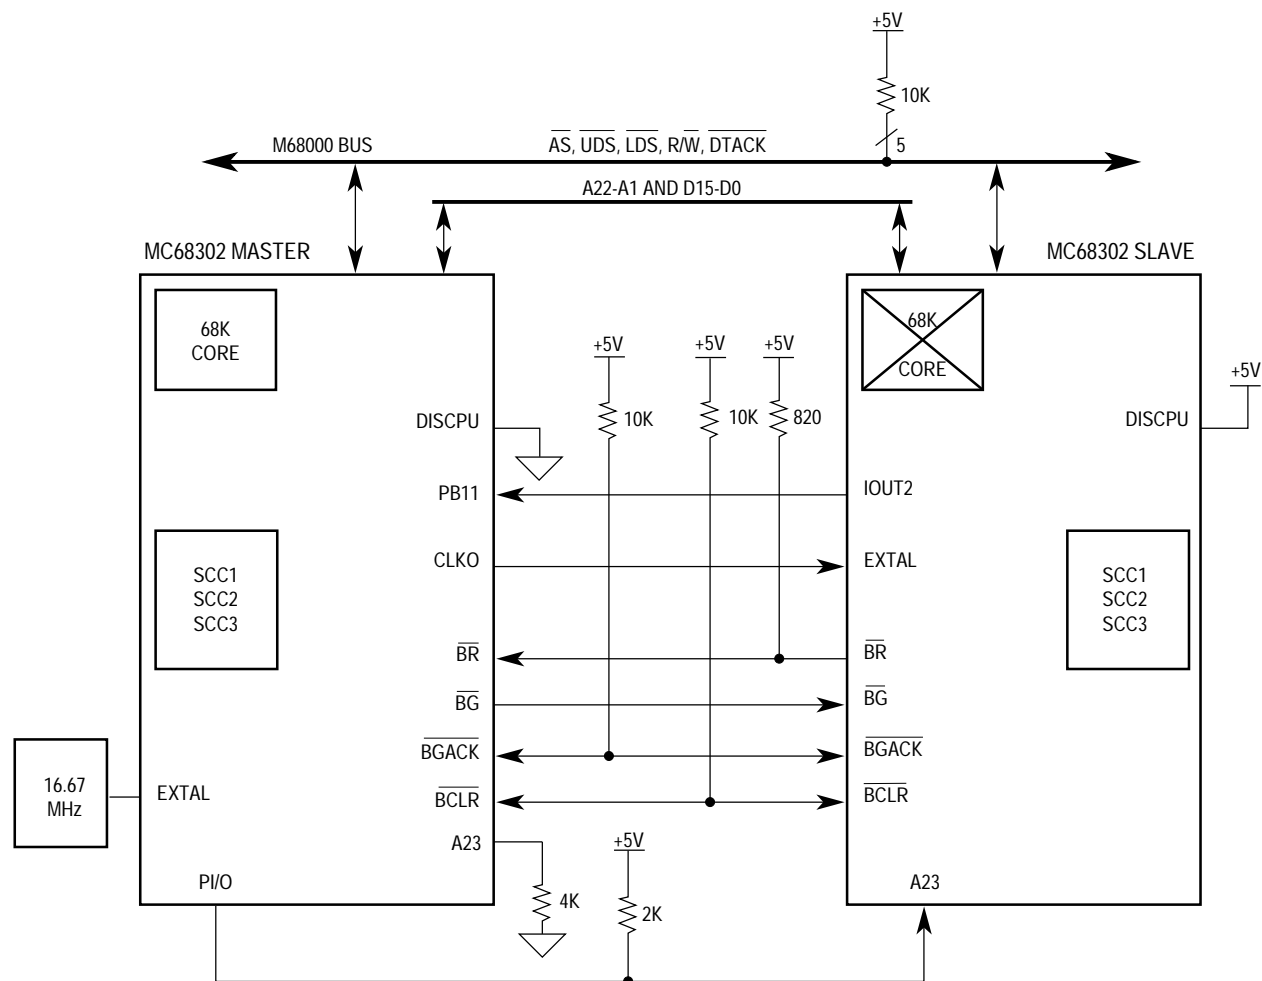 +5V
10K
5
M68000 BUS
AS, UDS, LDS, R/W, DTACK
A22-A1 AND D15-D0
MC68302 MASTER
MC68302 SLAVE
68K
CORE
68K
CORE
+5V
+5V
+5V
+5V
10K
10K
820
DISCPU
DISCPU
PB11
IOUT2
CLKO
EXTAL
SCC1
SCC2
SCC3
SCC1
SCC2
SCC3
BR
BR
BG
BG
BGACK
BGACK
16.67
MHz
EXTAL
BCLR
BCLR
A23
+5V
PI/O
4K
2K
A23